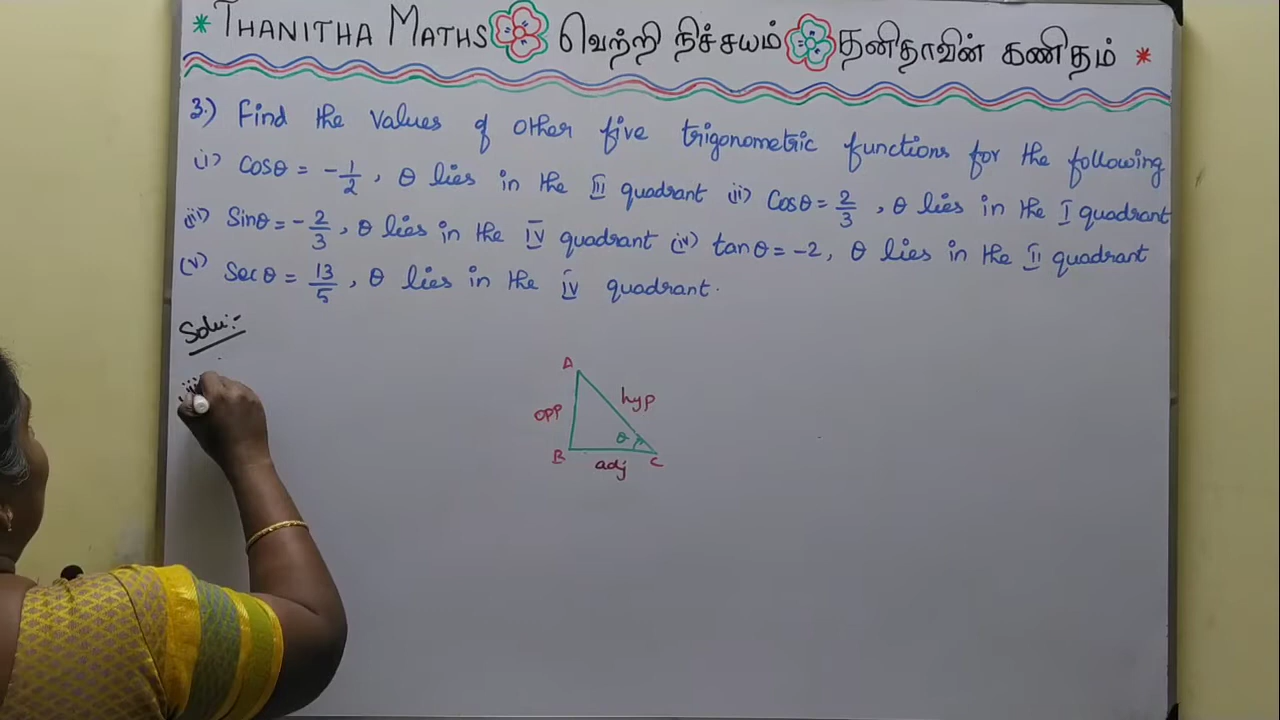 * THANITHA MATHS வெற்றி நிச்சயம் தனிதாவின் கணிதம் *
3.) Find the values of other five trigonometric functions for the following
(i) Cosθ = -1/2, θ lies in the III quadrant (ii) Cosθ = 2/3, θ lies in the I quadrant
(iii) Sinθ = -2/3, θ lies in the IV quadrant (iv) tanθ = -2, θ lies in the II quadrant
(v) Secθ = 13/5, θ lies in the IV quadrant.
Solu:-
A
hyp
opp
θ
B adj C